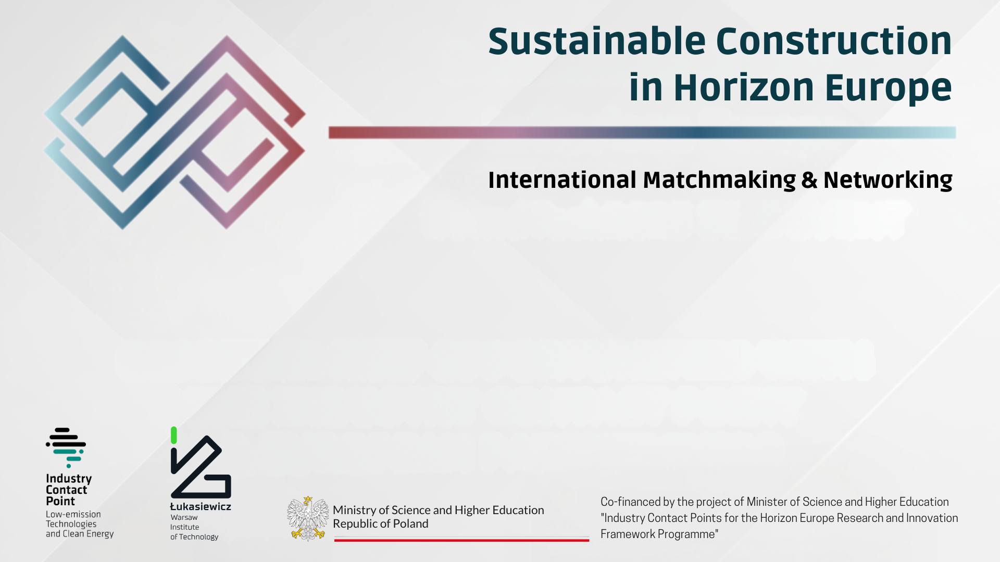 Sustainable Construction
in Horizon Europe
International Matchmaking & Networking
Industry
Contact
Point
Low-emission
Technologies
and Clean Energy
Łukasiewicz
Warsaw
Institute
of Technology
Ministry of Science and Higher Education
Republic of Poland
Co-financed by the project of Minister of Science and Higher Education
"Industry Contact Points for the Horizon Europe Research and Innovation
Framework Programme"